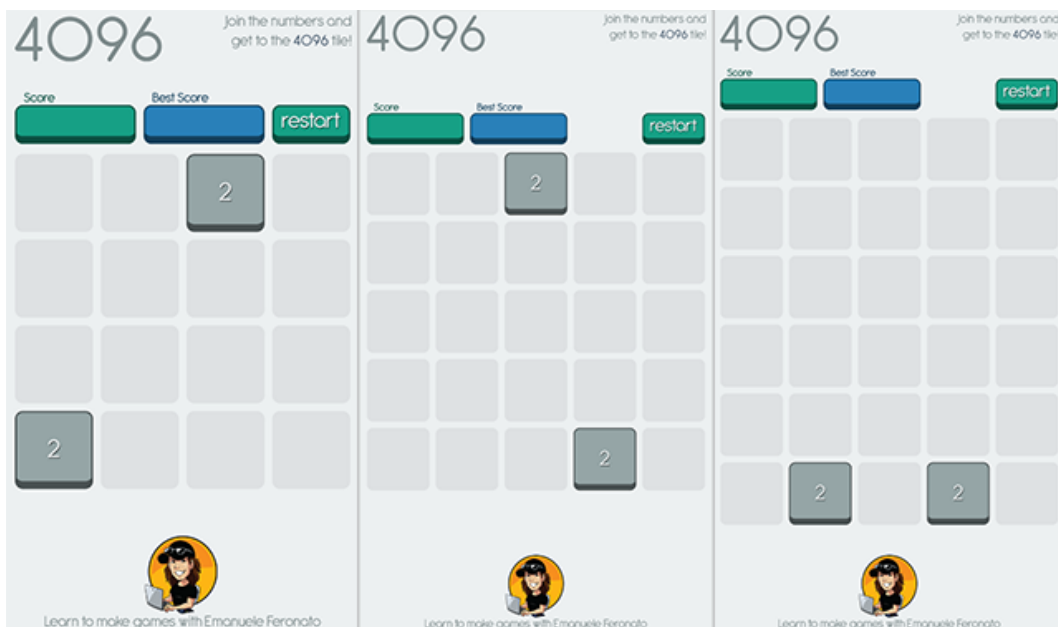 4096
Join the numbers and
get to the 4096 tile!
Score
Best Score
restart
2
2
Learn to make games with Emanuele Feronato
4096
Join the numbers and
get to the 4096 tile!
Score
Best Score
restart
2
2
Learn to make games with Emanuele Feronato
4096
Join the numbers and
get to the 4096 tile!
Score
Best Score
restart
2
2
Learn to make games with Emanuele Feronato